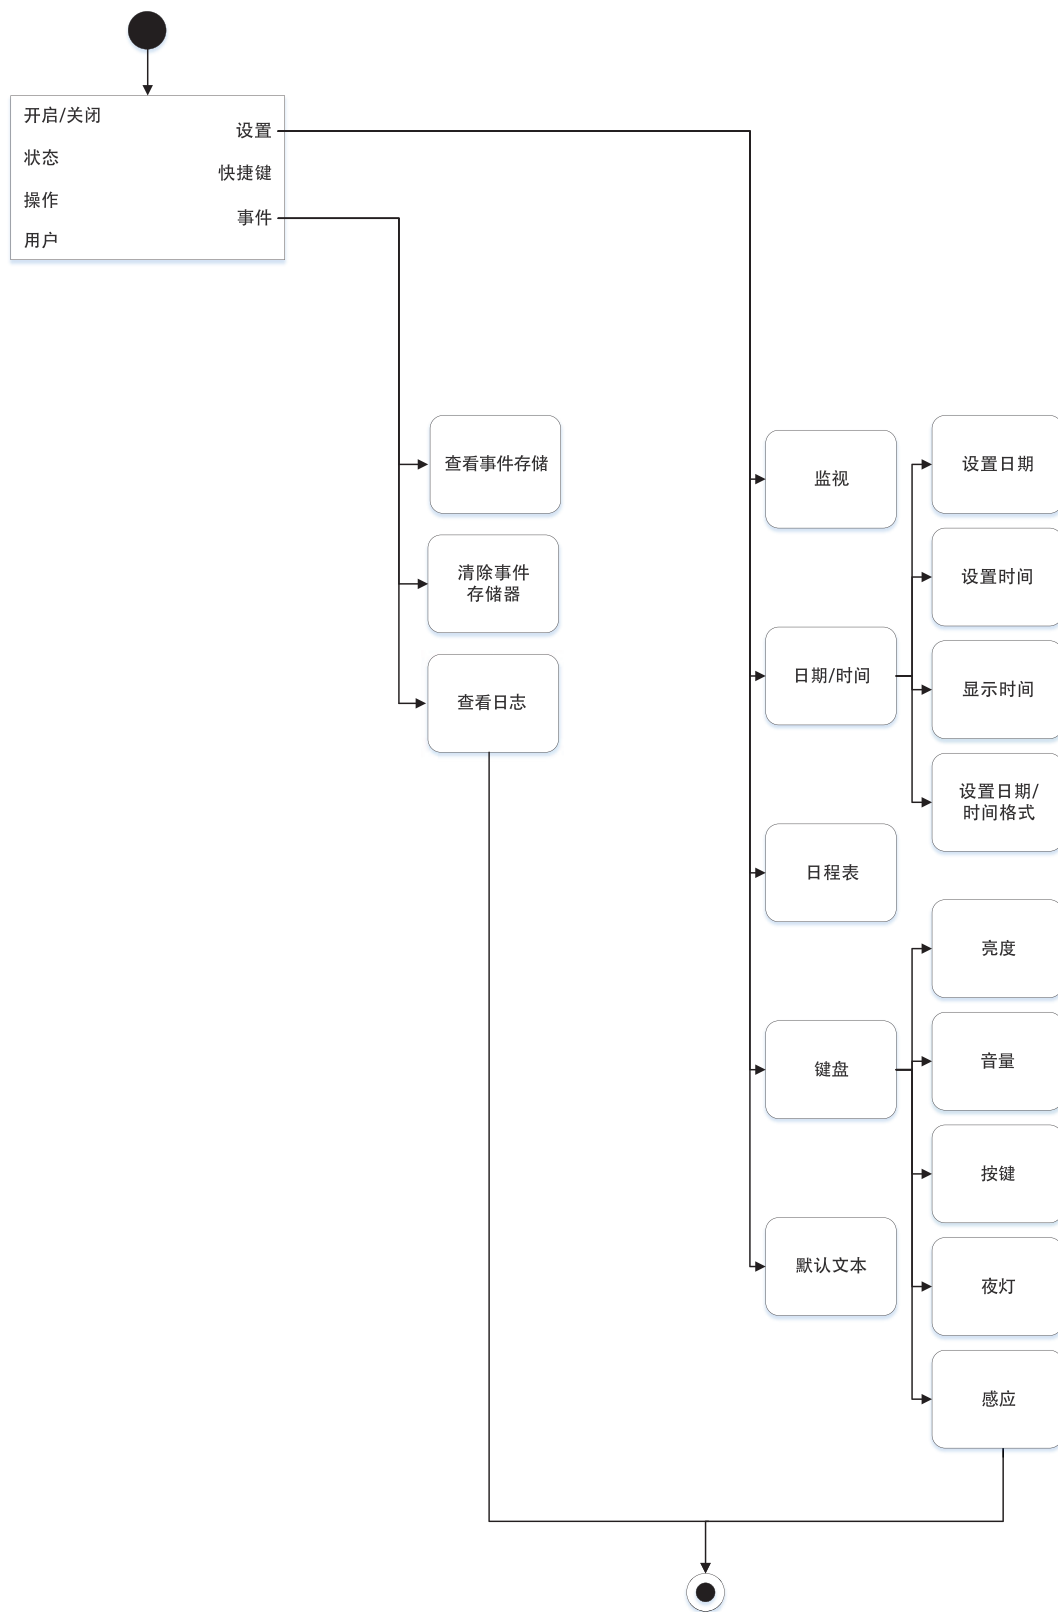 开启/关闭
状态
操作
用户
设置
快捷键
事件
查看事件存储
清除事件
存储器
查看日志
监视
日期/时间
日程表
键盘
默认文本
设置日期
设置时间
显示时间
设置日期/
时间格式
亮度
音量
按键
夜灯
感应